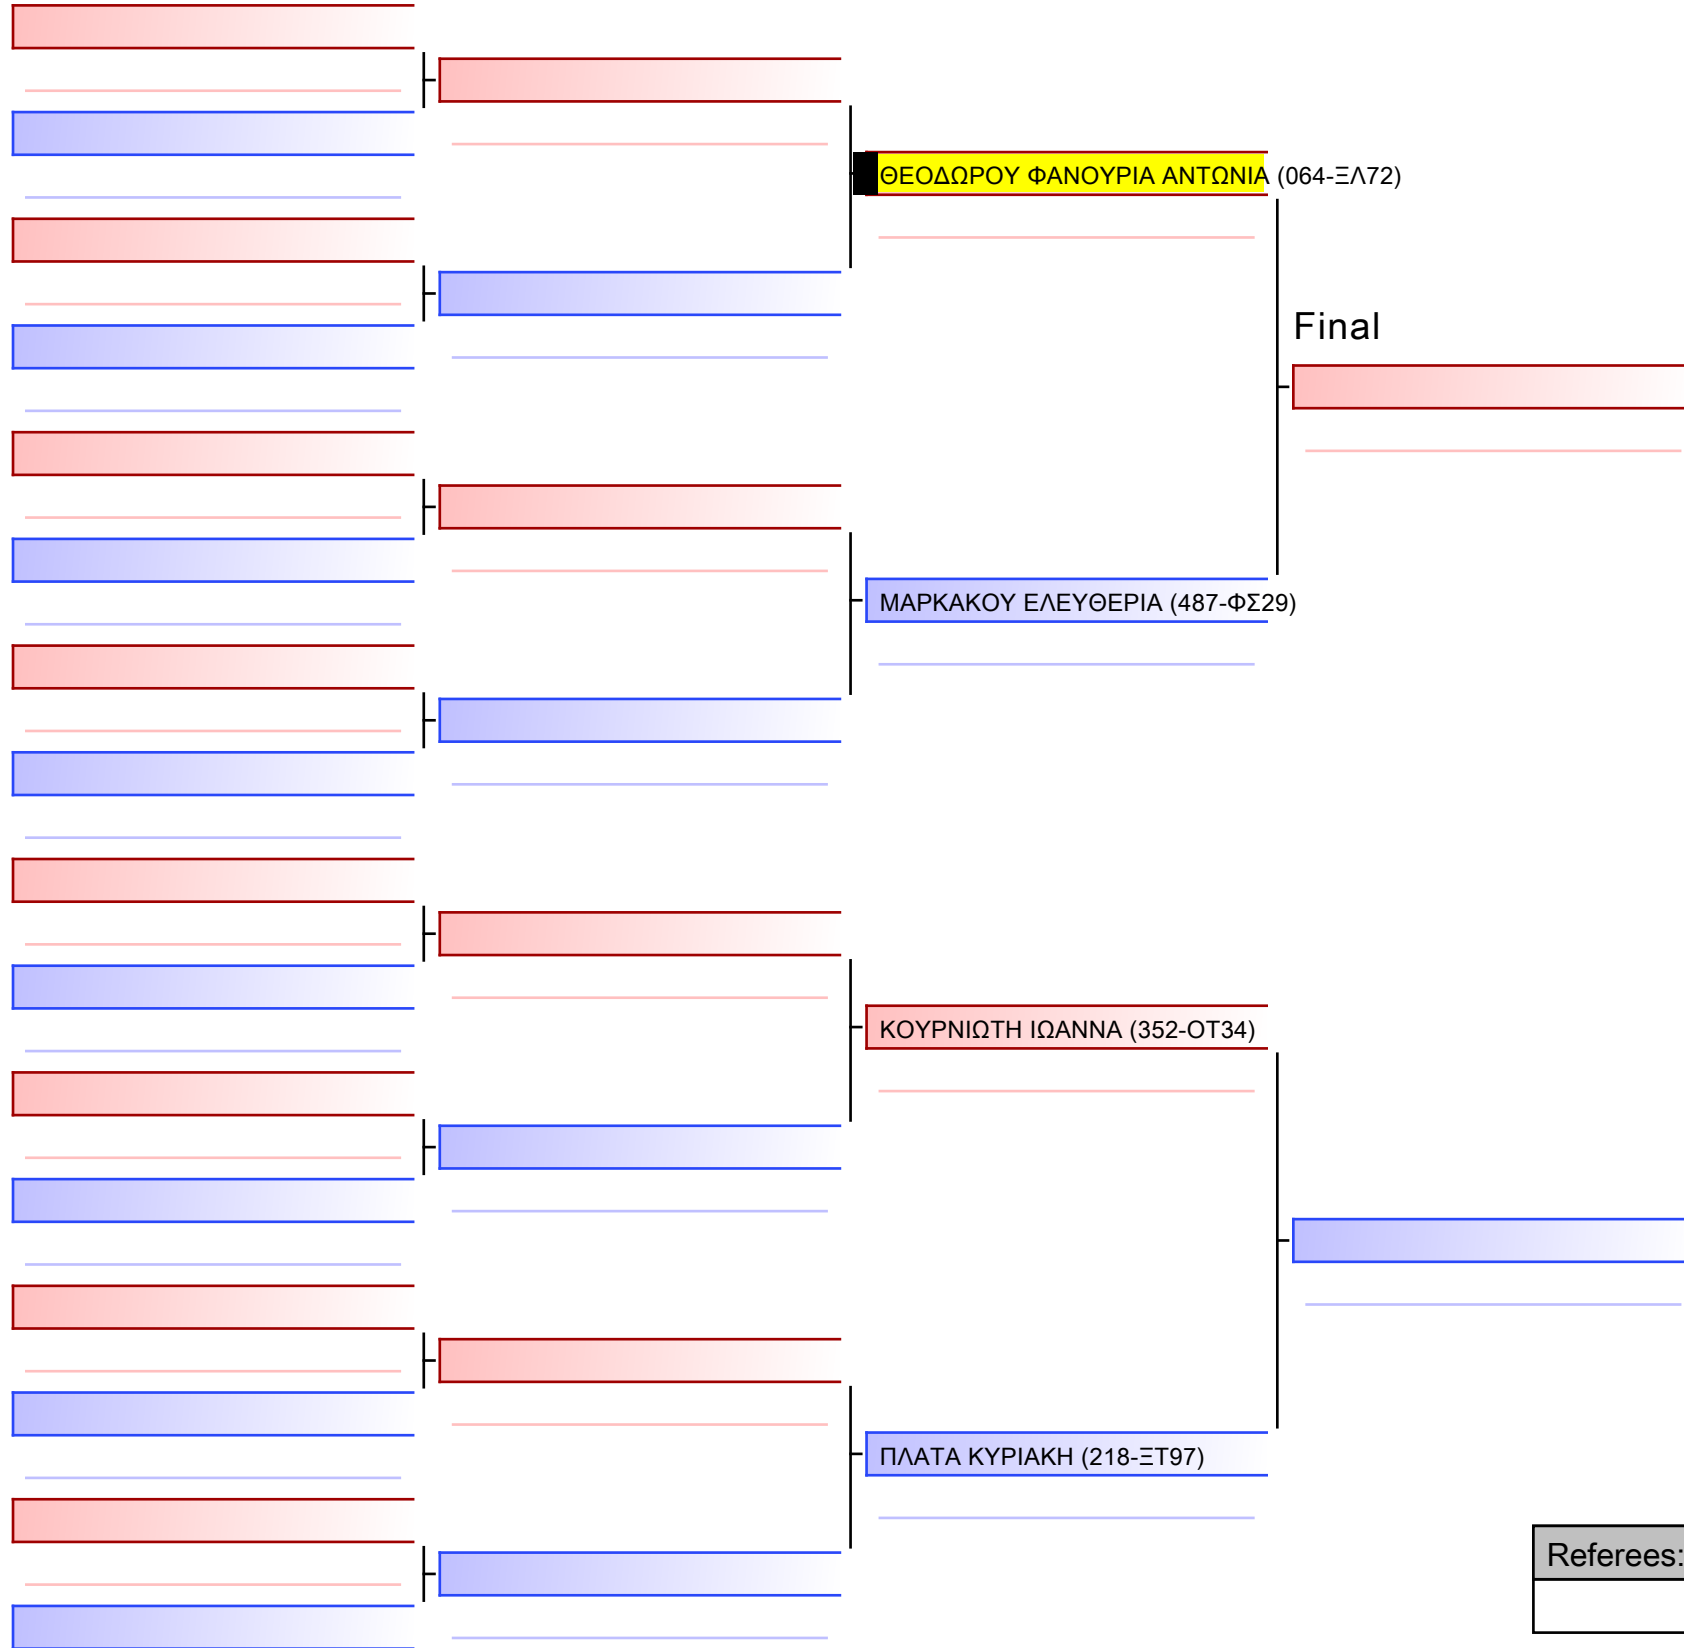 ΘΕΟΔΩΡΟΥ ΦΑΝΟΥΡΙΑ ΑΝΤΩΝΙΑ (064-ΞΛ72)
Final
ΜΑΡΚΑΚΟΥ ΕΛΕΥΘΕΡΙΑ (487-ΦΣ29)
ΚΟΥΡΝΙΩΤΗ ΙΩΑΝΝΑ (352-ΟΤ34)
ΠΛΑΤΑ ΚΥΡΙΑΚΗ (218-ΞΤ97)
Referees: